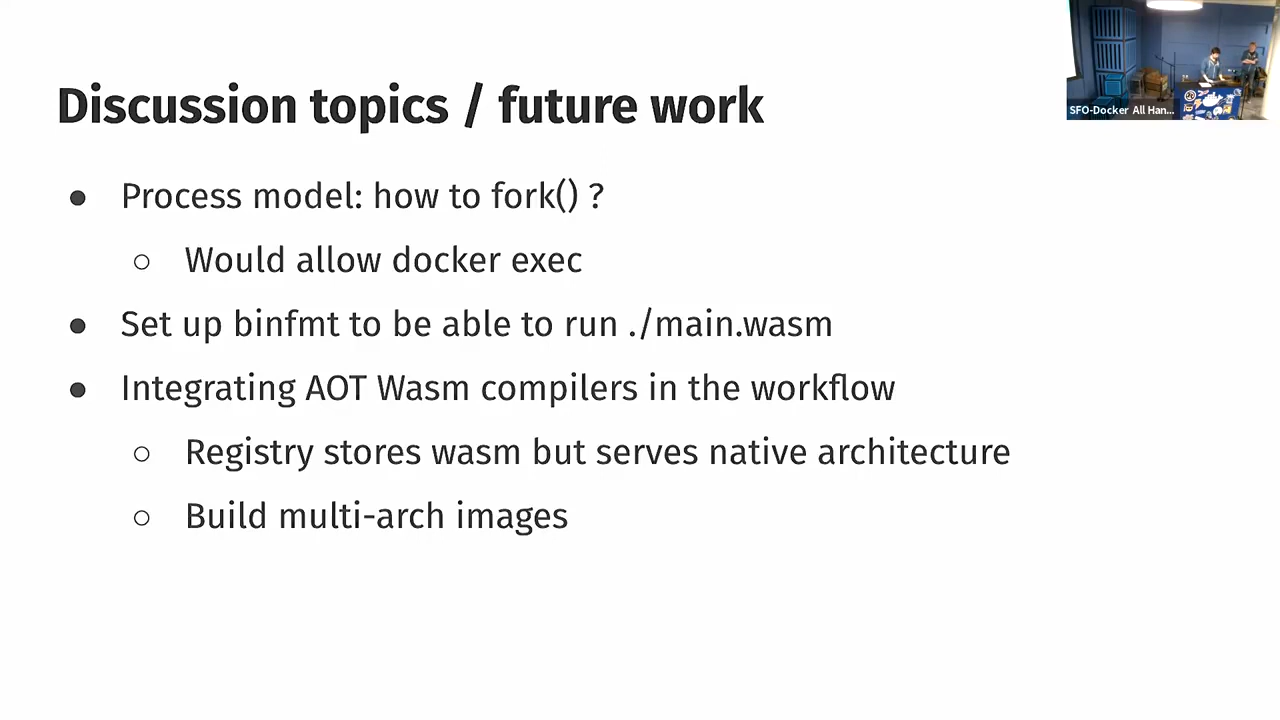 Discussion topics / future work
SFO-Docker All Han...
● Process model: how to fork() ?
○ Would allow docker exec
● Set up binfmt to be able to run ./main.wasm
● Integrating AOT Wasm compilers in the workflow
○ Registry stores wasm but serves native architecture
○ Build multi-arch images